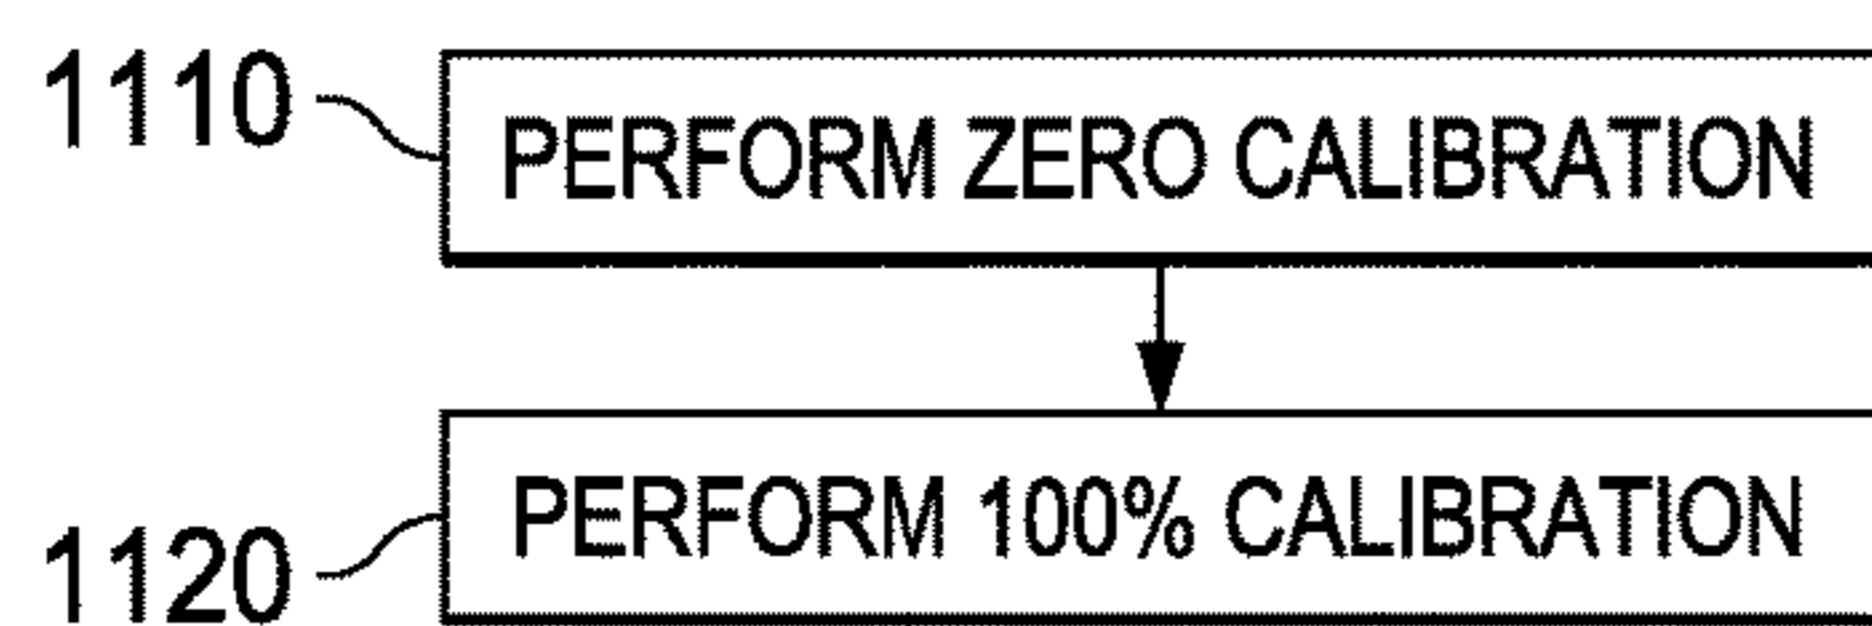 1110
PERFORM ZERO CALIBRATION
PERFORM 100% CALIBRATION
1120